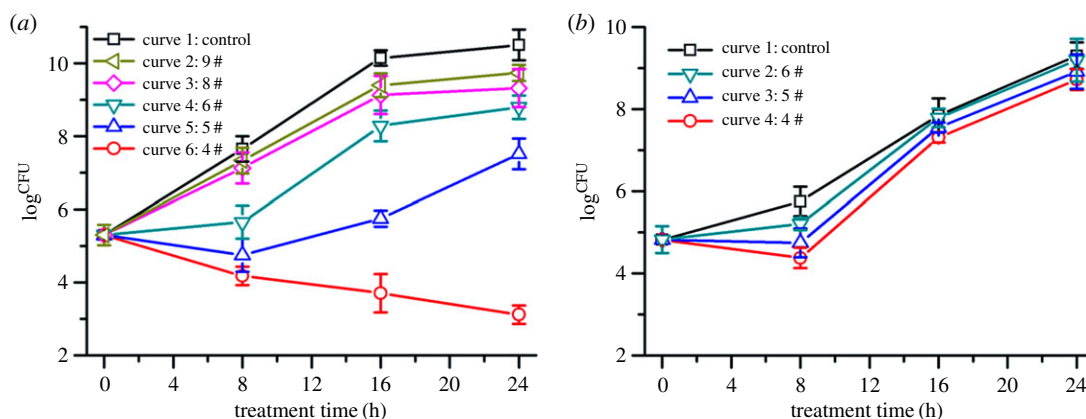 (a)
curve 1: control
curve 2: 9 #
curve 3: 8 #
curve 4: 6 #
curve 5: 5 #
curve 6: 4 #
10
8
6
4
2
log^CFU
0 4 8 12 16 20 24
treatment time (h)
(b)
curve 1: control
curve 2: 6 #
curve 3: 5 #
curve 4: 4 #
10
8
6
4
2
log^CFU
0 4 8 12 16 20 24
treatment time (h)